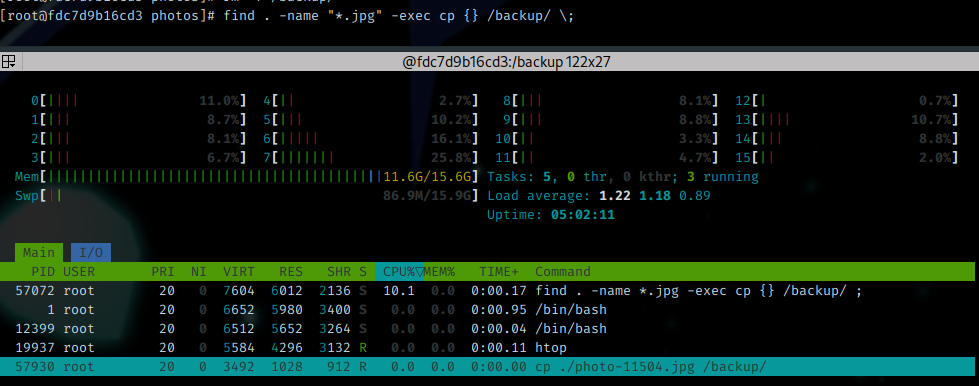 [root@fdc7d9b16cd3 photos]# find . -name "*.jpg" -exec cp {} /backup/ \;
@fdc7d9b16cd3:/backup 122x27
0[|||| 11.0%] 4[|| 2.7%] 8[||| 8.1%] 12[| 0.7%]
1[||| 8.7%] 5[||| 10.2%] 9[||| 8.8%] 13[|||| 10.7%]
2[||| 8.1%] 6[||||| 16.1%] 10[|| 3.3%] 14[||| 8.8%]
3[||| 6.7%] 7[||||||| 25.8%] 11[|| 4.7%] 15[|| 2.0%]
Mem[||||||||||||||||||||||||||||||||||||||||||11.6G/15.6G] Tasks: 5, 0 thr, 0 kthr; 3 running
Swp[|| 86.9M/15.9G] Load average: 1.22 1.18 0.89
Uptime: 05:02:11
Main I/O
PID USER PRI NI VIRT RES SHR S CPU%▽MEM% TIME+ Command
57072 root 20 0 7604 6012 2136 S 10.1 0.0 0:00.17 find . -name *.jpg -exec cp {} /backup/ ;
1 root 20 0 6652 5980 3400 S 0.0 0.0 0:00.95 /bin/bash
12399 root 20 0 6512 5652 3264 S 0.0 0.0 0:00.04 /bin/bash
19937 root 20 0 5584 4296 3132 R 0.0 0.0 0:00.11 htop
57930 root 20 0 3492 1028 912 R 0.0 0.0 0:00.00 cp ./photo-11504.jpg /backup/